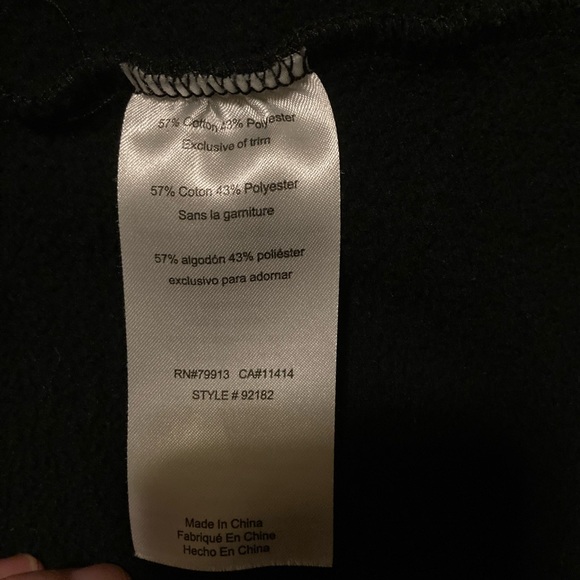 57% Cotton 43% Polyester
Exclusive of trim
57% Coton 43% Polyester
Sans la garniture
57% algodón 43% poliéster
exclusivo para adornar
RN#79913 CA#11414
STYLE # 92182
Made In China
Fabriqué En Chine
Hecho En China